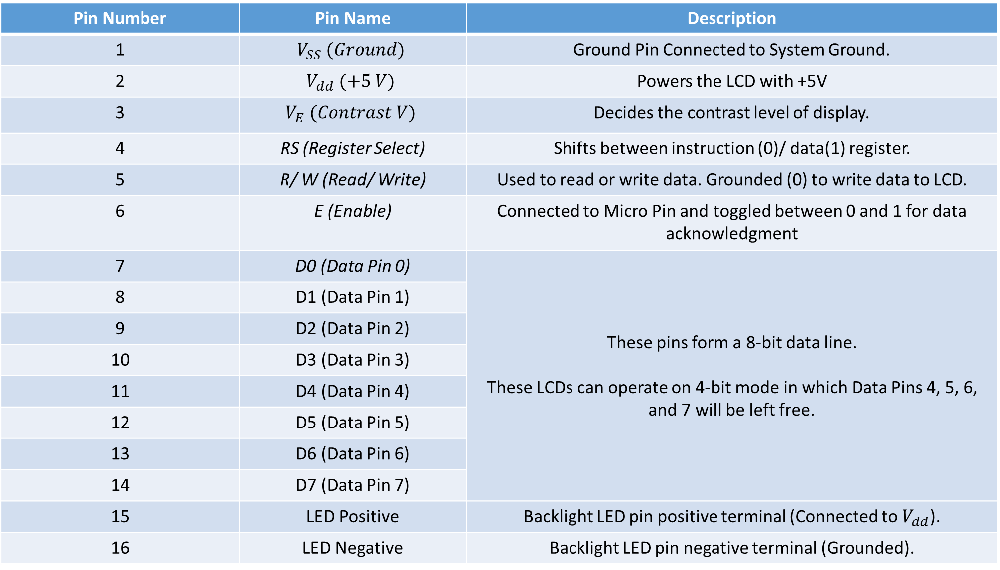 Pin Number Pin Name Description
1 V_SS (Ground) Ground Pin Connected to System Ground.
2 V_dd (+5 V) Powers the LCD with +5V
3 V_E (Contrast V) Decides the contrast level of display.
4 RS (Register Select) Shifts between instruction (0)/ data(1) register.
5 R/ W (Read/ Write) Used to read or write data. Grounded (0) to write data to LCD.
6 E (Enable) Connected to Micro Pin and toggled between 0 and 1 for data
acknowledgment
7 D0 (Data Pin 0)
8 D1 (Data Pin 1)
9 D2 (Data Pin 2)
10 D3 (Data Pin 3)
11 D4 (Data Pin 4)
12 D5 (Data Pin 5)
13 D6 (Data Pin 6)
14 D7 (Data Pin 7)
These pins form a 8-bit data line.
These LCDs can operate on 4-bit mode in which Data Pins 4, 5, 6,
and 7 will be left free.
15 LED Positive Backlight LED pin positive terminal (Connected to V_dd).
16 LED Negative Backlight LED pin negative terminal (Grounded).